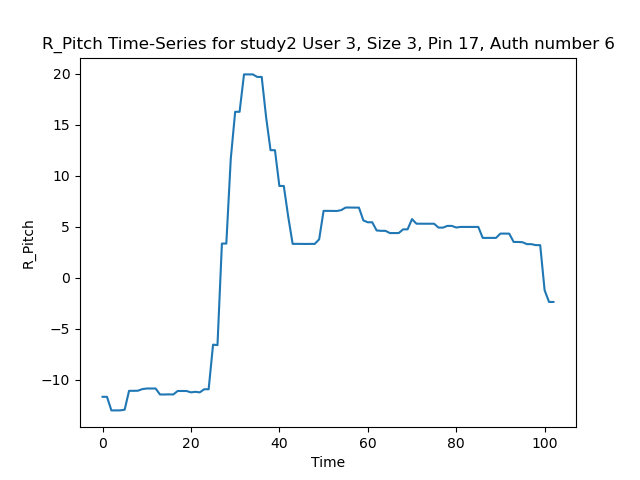 R_Pitch Time-Series for study2 User 3, Size 3, Pin 17, Auth number 6
20
15
10
5
0
−5
−10
R_Pitch
0 20 40 60 80 100
Time